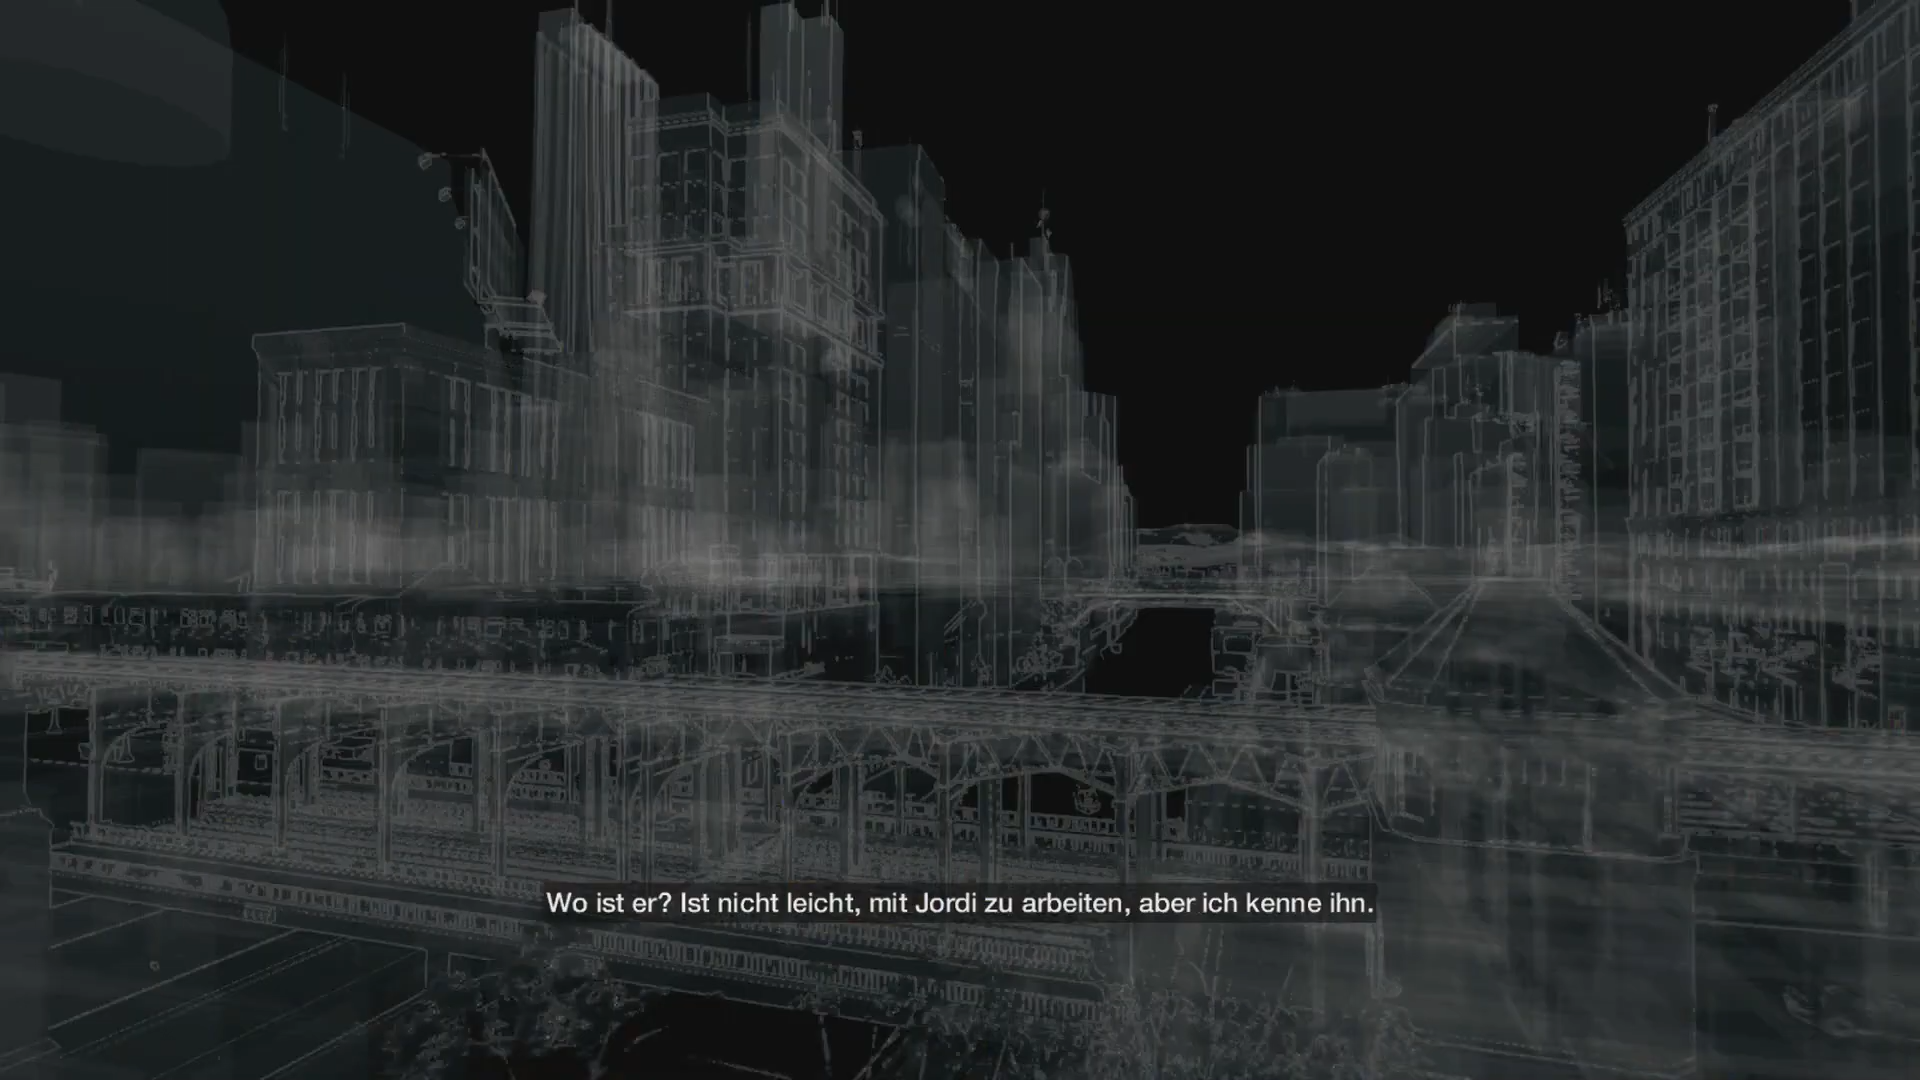 Wo ist er? Ist nicht leicht, mit Jordi zu arbeiten, aber ich kenne ihn.